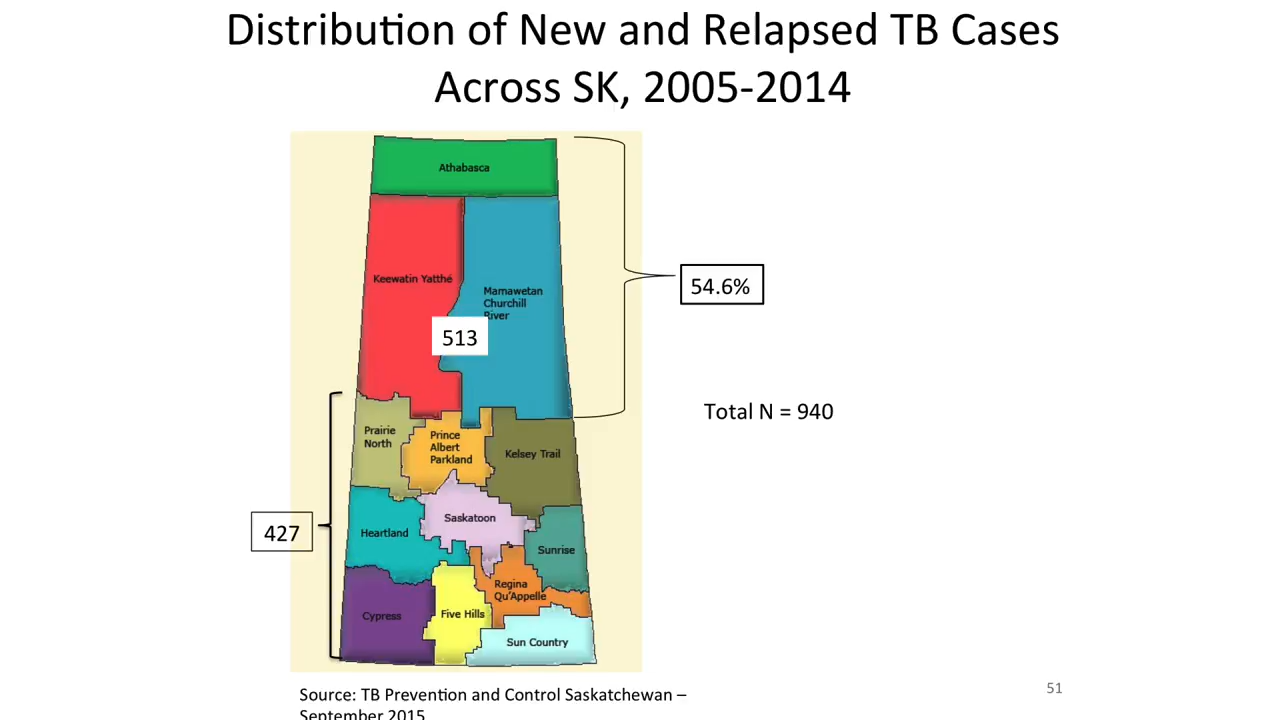 Distribution of New and Relapsed TB Cases
Across SK, 2005-2014
Athabasca
Keewatin Yatthé
Mamawetan
Churchill
River
513
54.6%
Total N = 940
Prairie
North
Prince
Albert
Parkland
Kelsey Trail
427
Heartland
Saskatoon
Sunrise
Regina
Qu'Appelle
Cypress
Five Hills
Sun Country
Source: TB Prevention and Control Saskatchewan –
September 2015
51